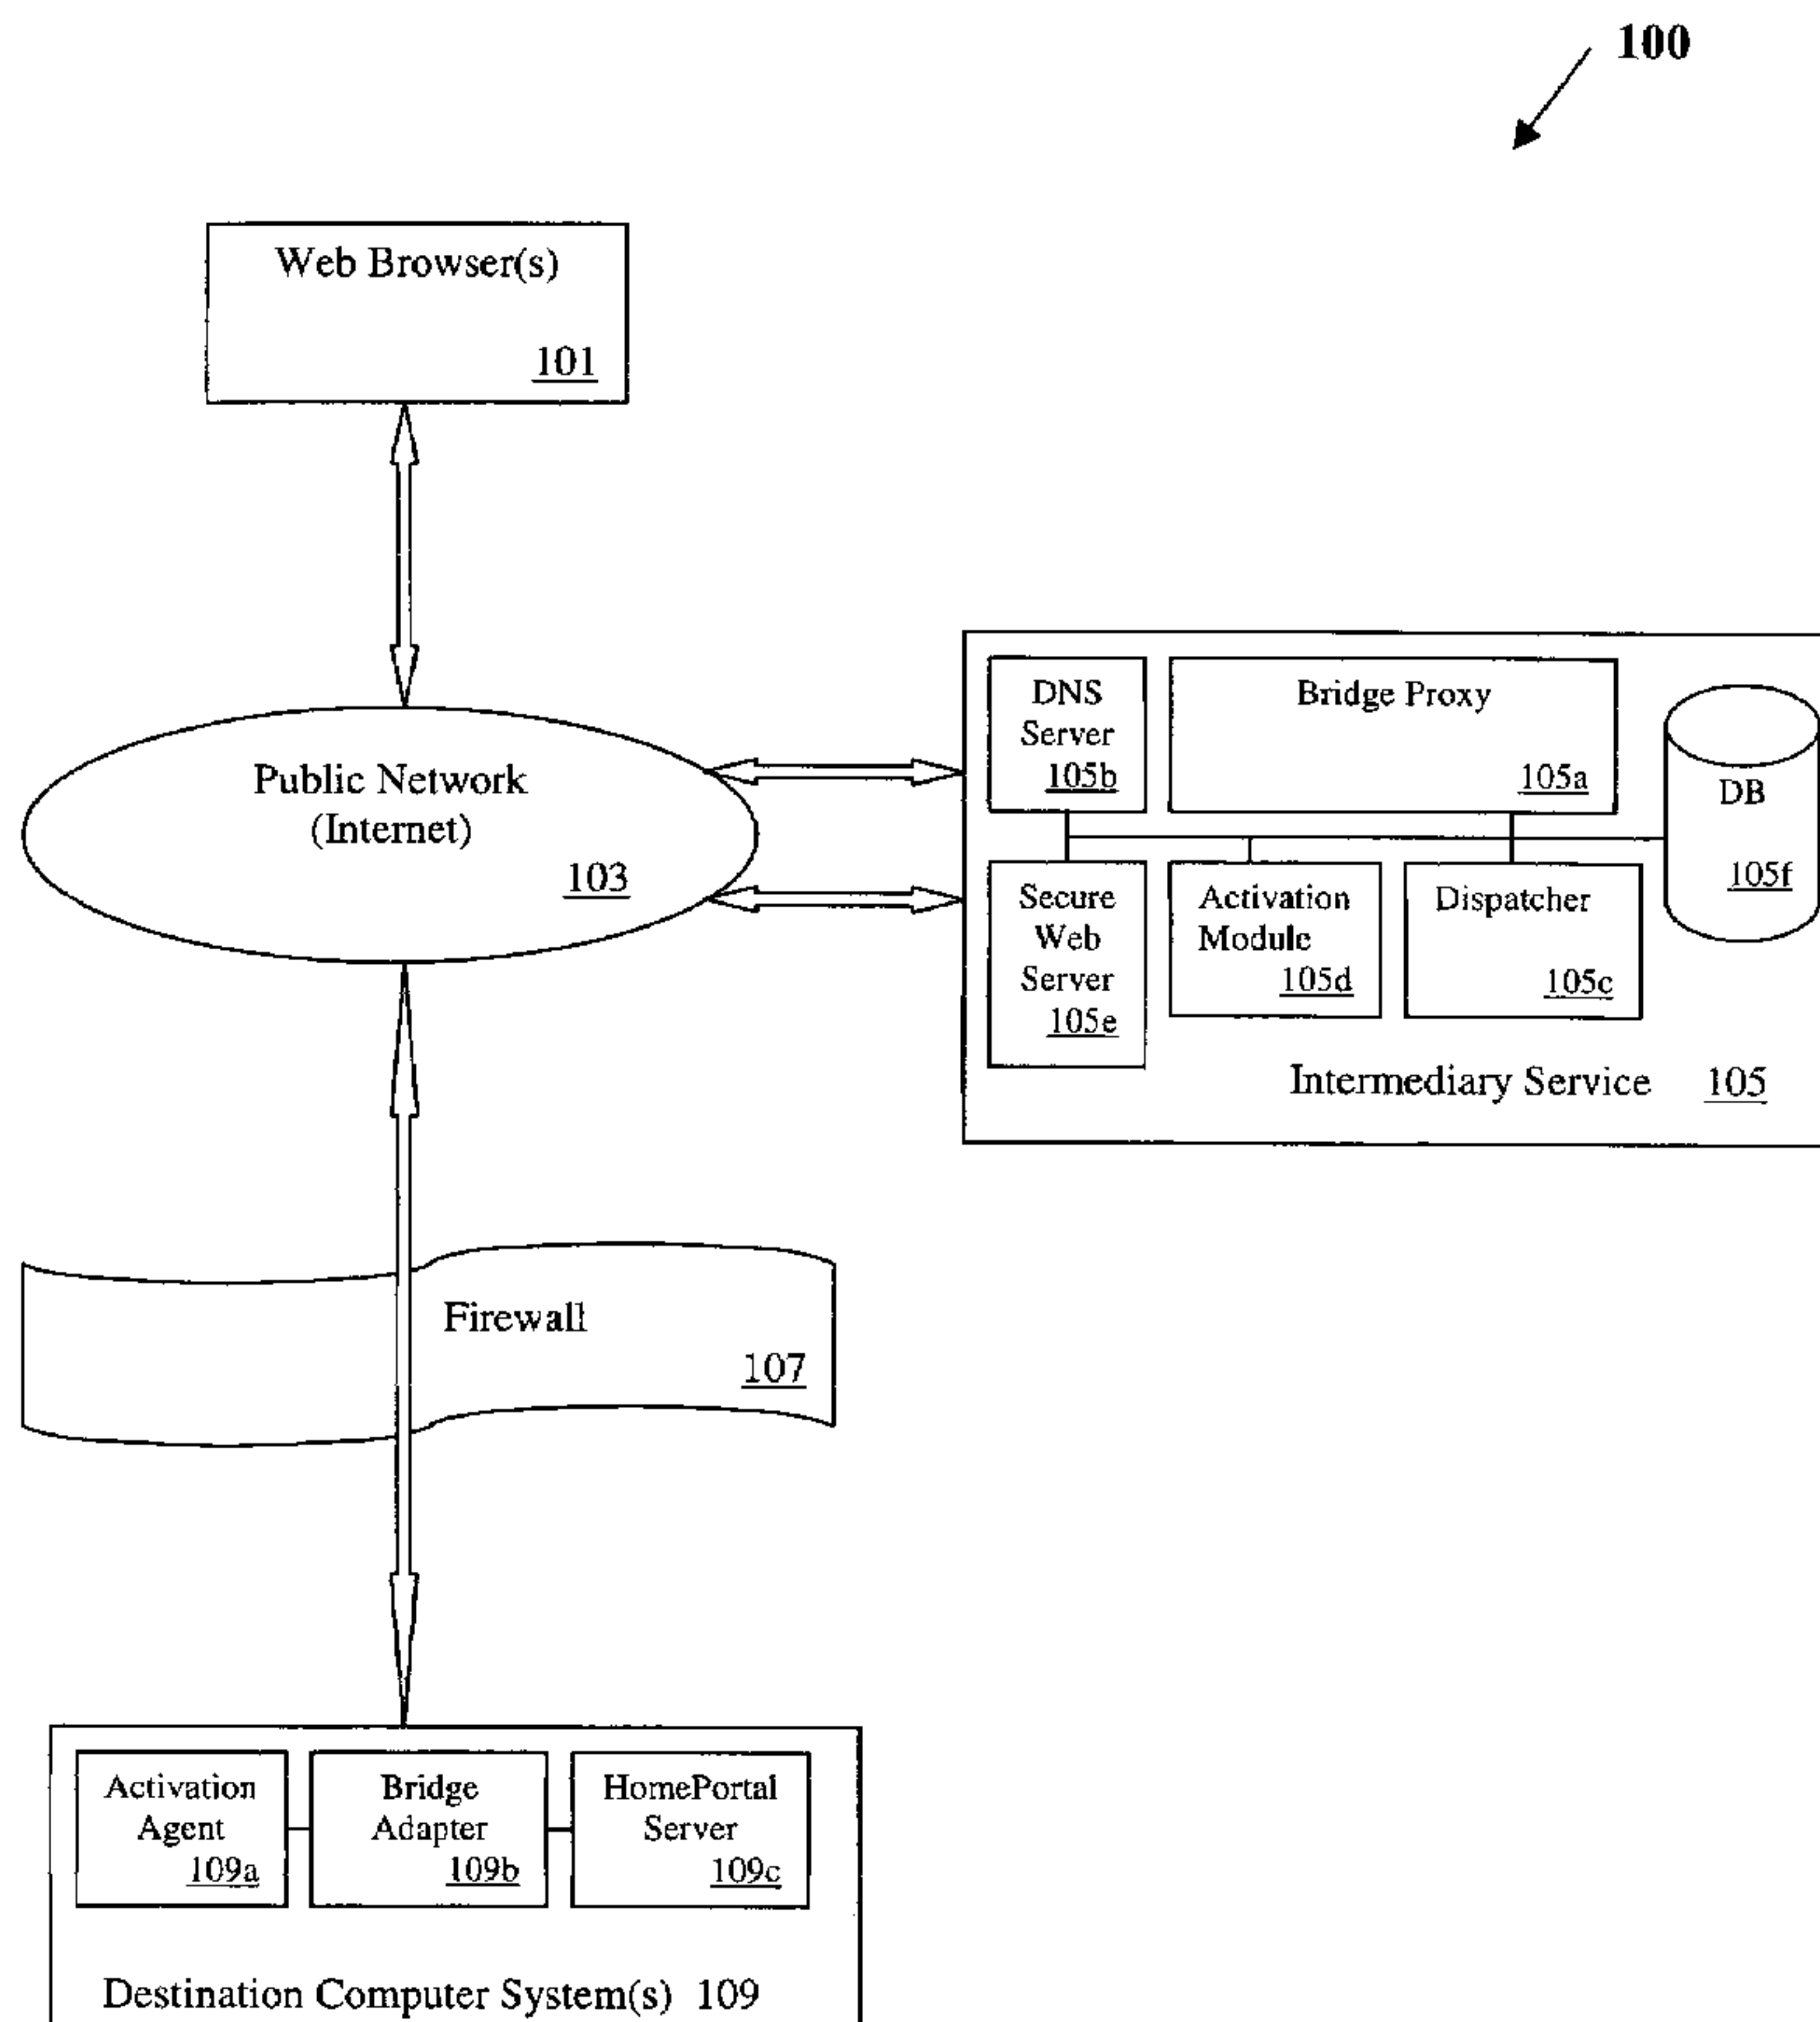 100
Web Browser(s)
101
Public Network
(Internet)
103
DNS
Server
105b
Bridge Proxy
105a
DB
105f
Secure
Web
Server
105e
Activation
Module
105d
Dispatcher
105c
Intermediary Service 105
Firewall
107
Activation
Agent
109a
Bridge
Adapter
109b
HomePortal
Server
109c
Destination Computer System(s) 109